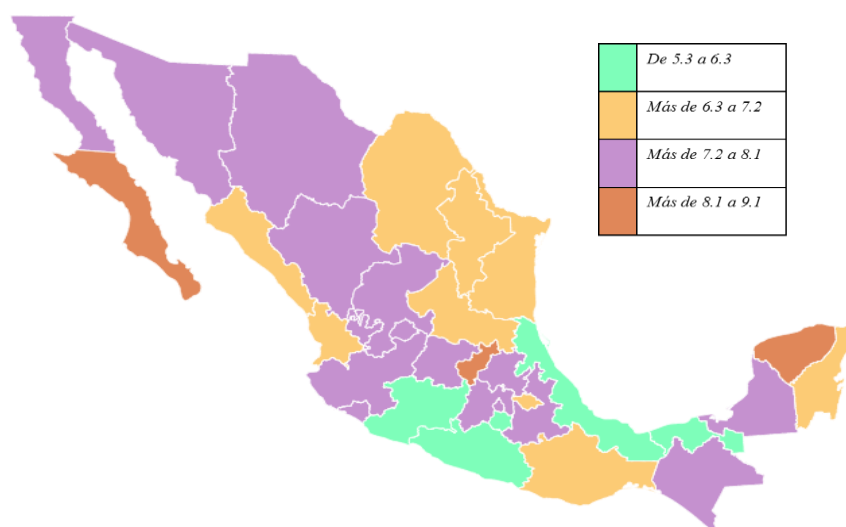 De 5.3 a 6.3
Más de 6.3 a 7.2
Más de 7.2 a 8.1
Más de 8.1 a 9.1